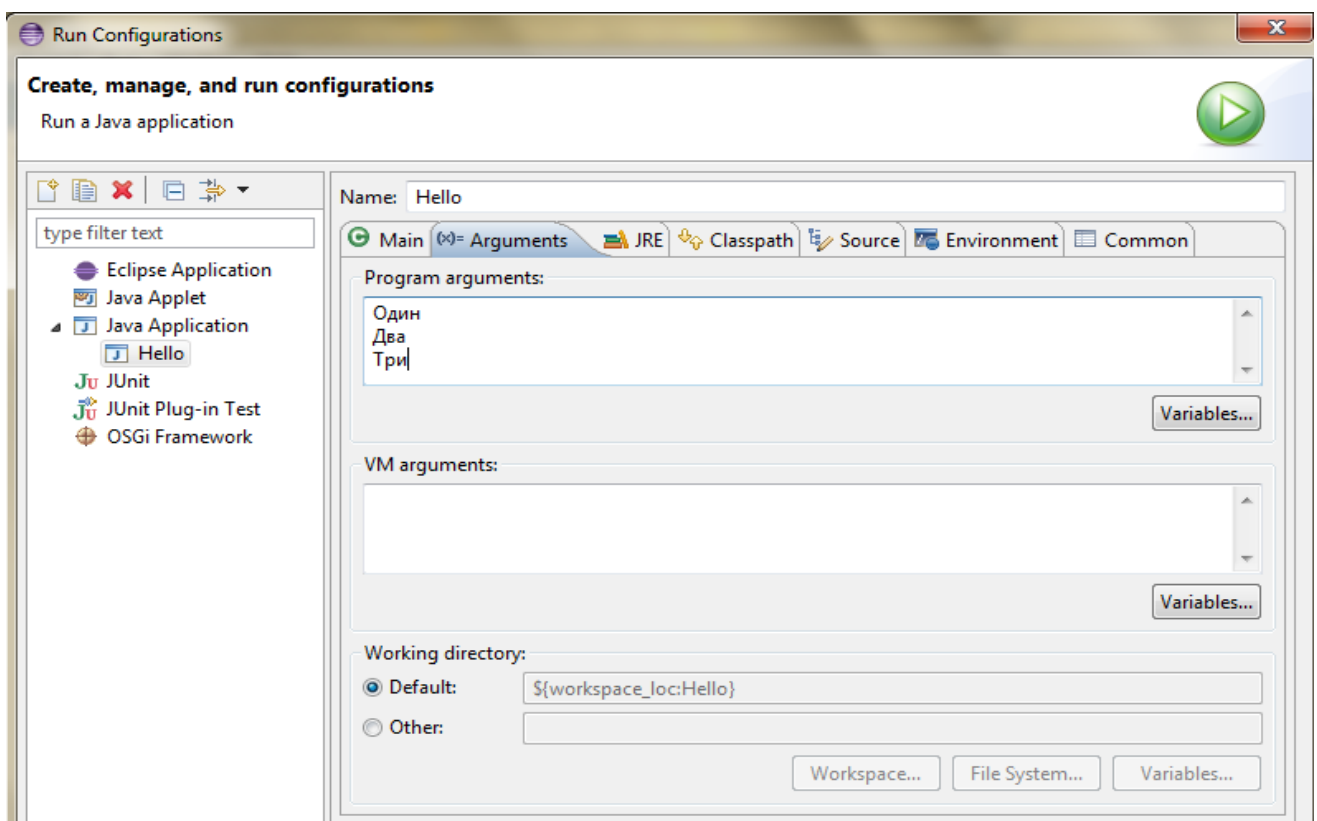 Run Configurations
Create, manage, and run configurations
Run a Java application
type filter text
Eclipse Application
Java Applet
Java Application
Hello
JUnit
JUnit Plug-in Test
OSGi Framework
Name: Hello
Main (x)= Arguments JRE Classpath Source Environment Common
Program arguments:
Один
Два
Три
Variables...
VM arguments:
Variables...
Working directory:
Default: ${workspace_loc:Hello}
Other:
Workspace... File System... Variables...